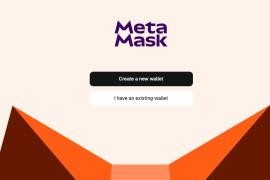 Meta
Mask
Create a new wallet
I have an existing wallet